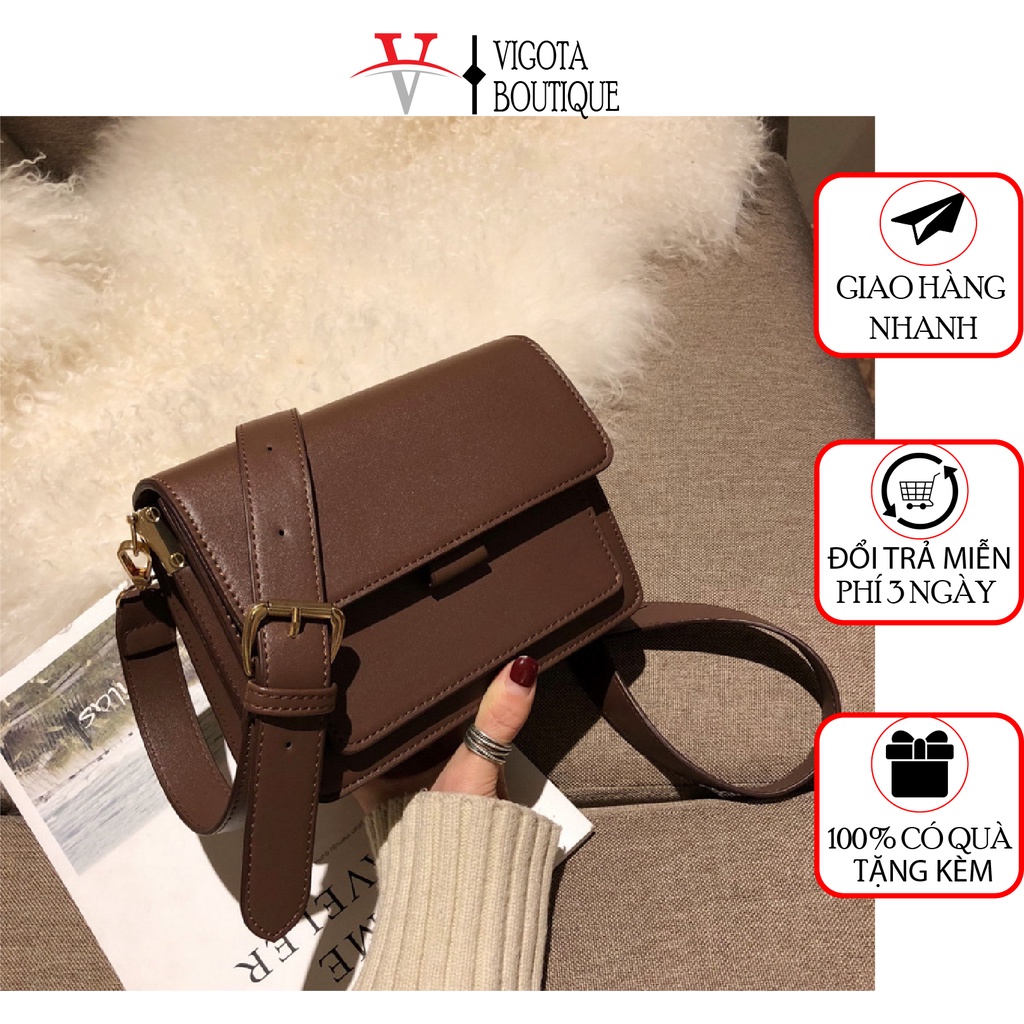 VIGOTA
BOUTIQUE
GIAO HÀNG
NHANH
ĐỔI TRẢ MIỄN
PHÍ 3 NGÀY
100% CÓ QUÀ
TẶNG KÈM